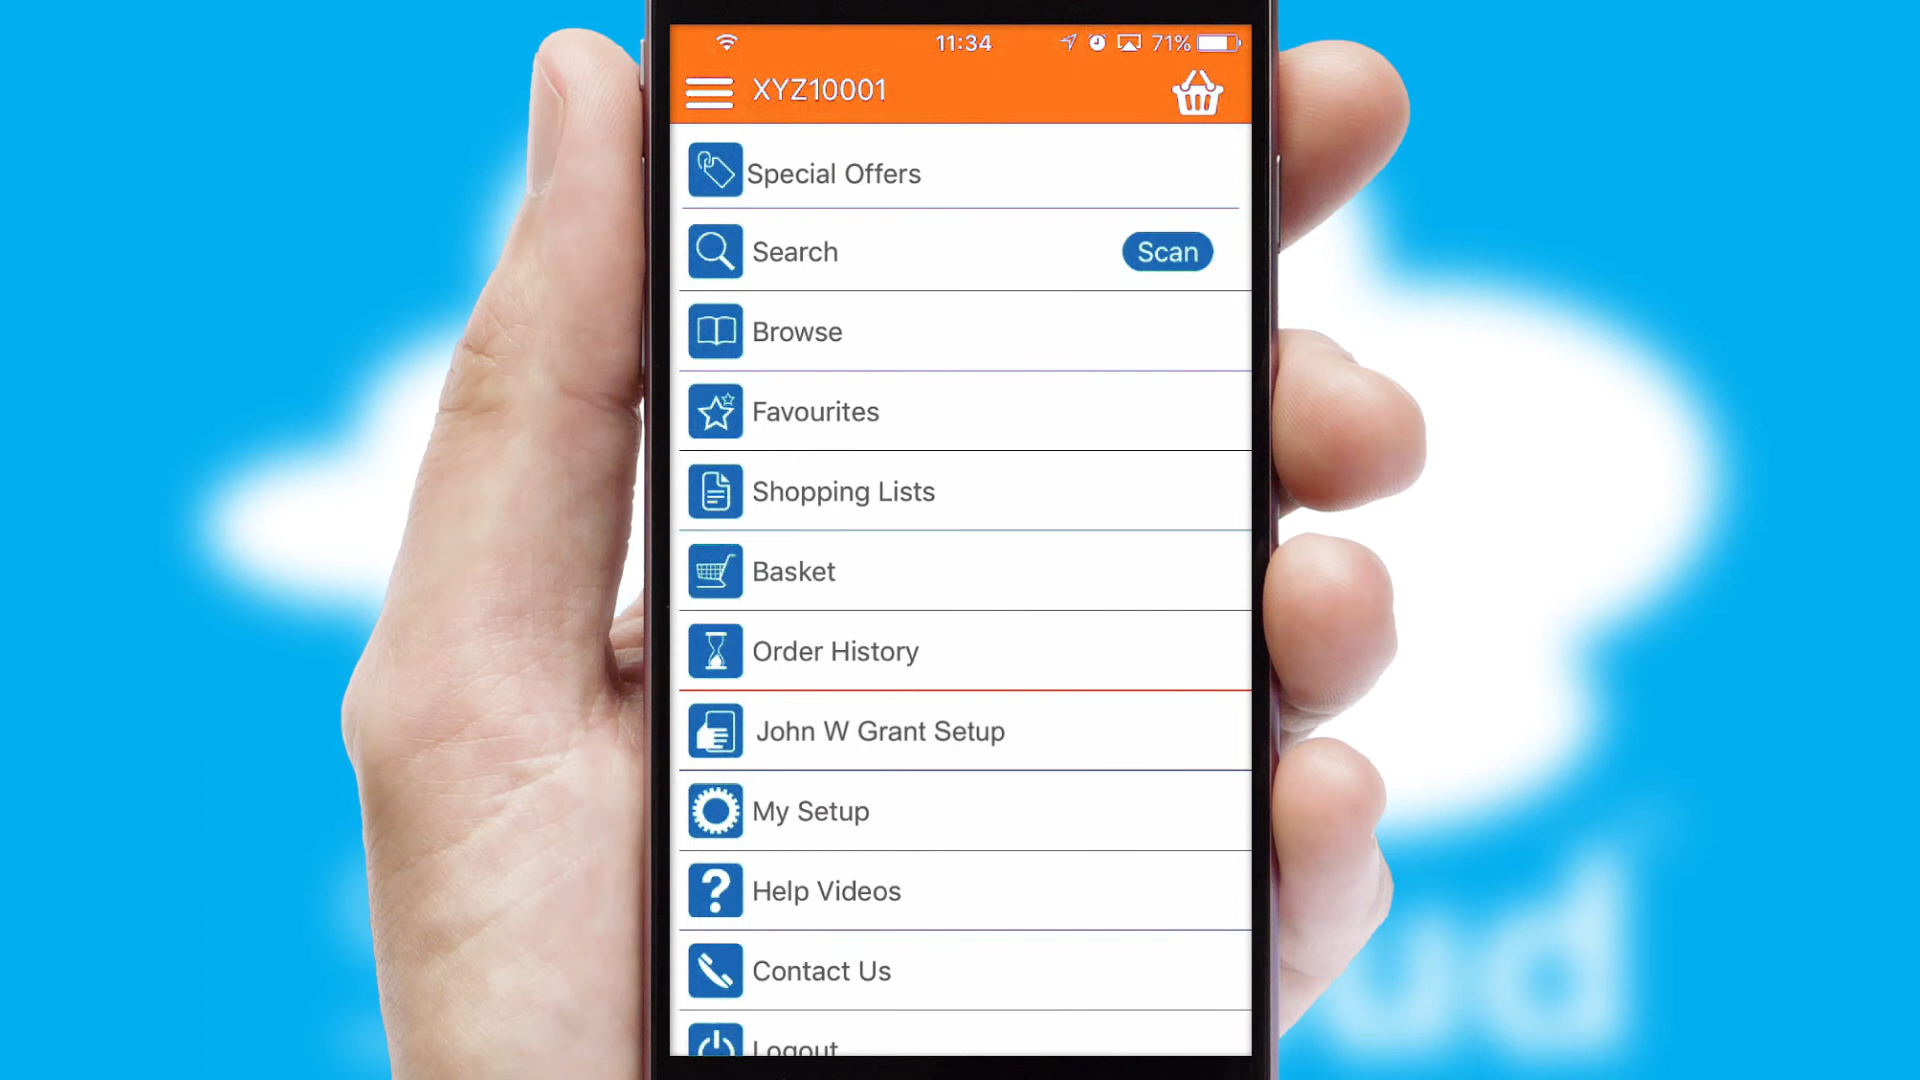 11:34 71%
XYZ10001
Special Offers
Search Scan
Browse
Favourites
Shopping Lists
Basket
Order History
John W Grant Setup
My Setup
Help Videos
Contact Us
Logout